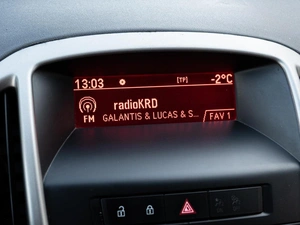 13:03 [TP] -2°C
radioKRD
FM GALANTIS & LUCAS & S... FAV 1